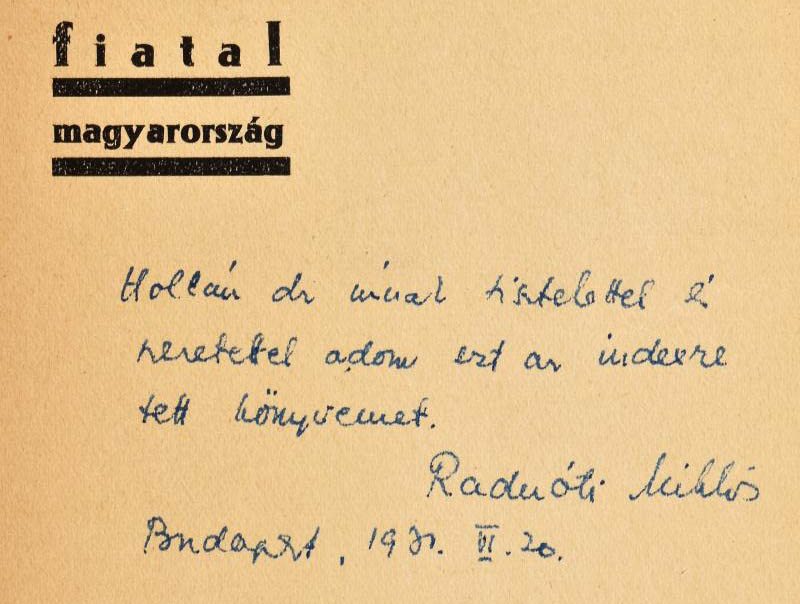 fiatal
magyarország
Hollán dr úrnak tisztelettel és
szeretettel adom ezt az indexre
tett könyvemet.
Radnóti Miklós
Budapest, 1931. VI. 20.